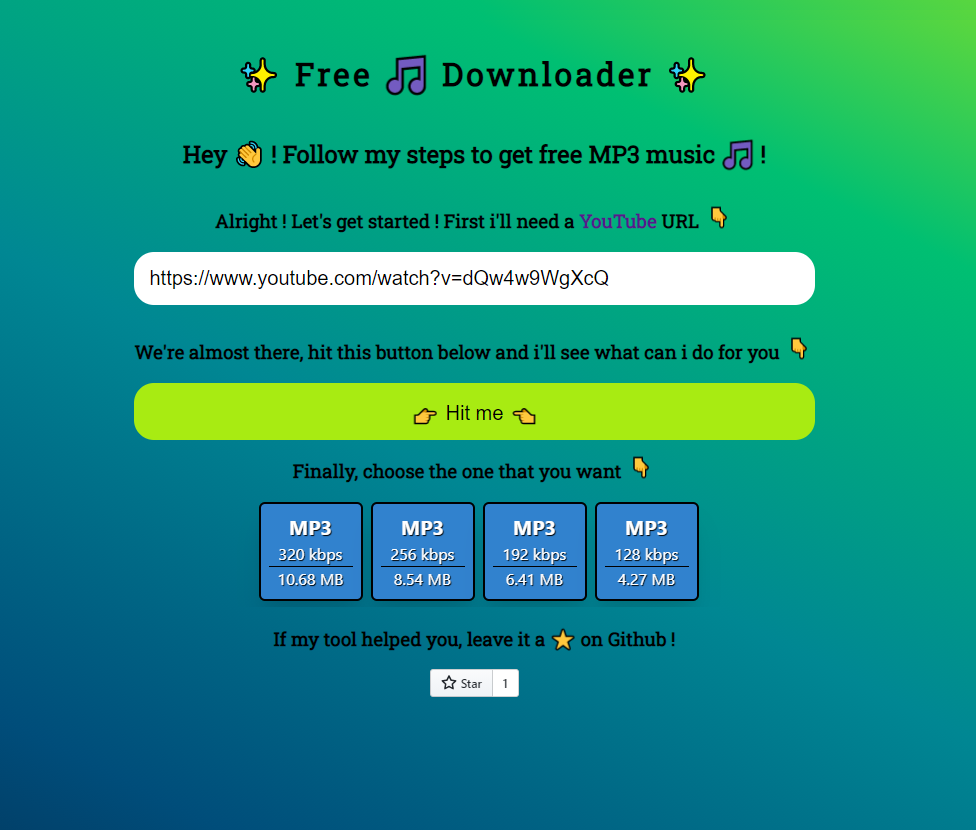 ✨ Free 🎵 Downloader ✨
Hey 👋 ! Follow my steps to get free MP3 music 🎵 !
Alright ! Let's get started ! First i'll need a YouTube URL 👇
https://www.youtube.com/watch?v=dQw4w9WgXcQ
We're almost there, hit this button below and i'll see what can i do for you 👇
👉 Hit me 👈
Finally, choose the one that you want 👇
MP3 MP3 MP3 MP3
320 kbps 256 kbps 192 kbps 128 kbps
10.68 MB 8.54 MB 6.41 MB 4.27 MB
If my tool helped you, leave it a ⭐ on Github !
Star 1